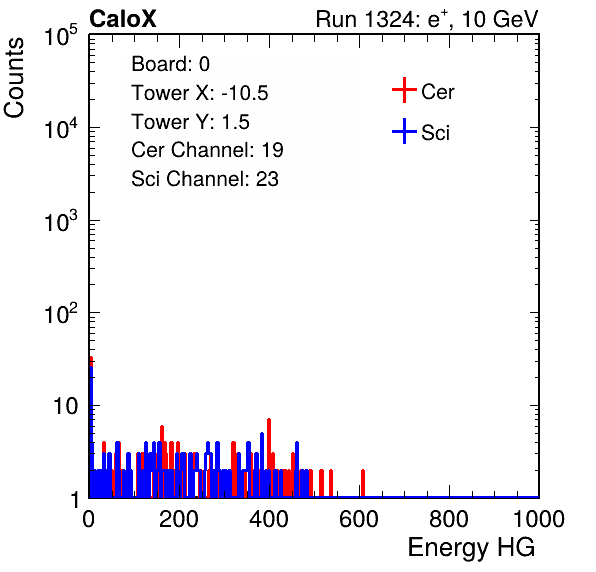 CaloX Run 1324: e⁺, 10 GeV
Counts
Board: 0
Tower X: -10.5
Tower Y: 1.5
Cer Channel: 19
Sci Channel: 23
Cer
Sci
10⁵
10⁴
10³
10²
10
1
0 200 400 600 800 1000
Energy HG